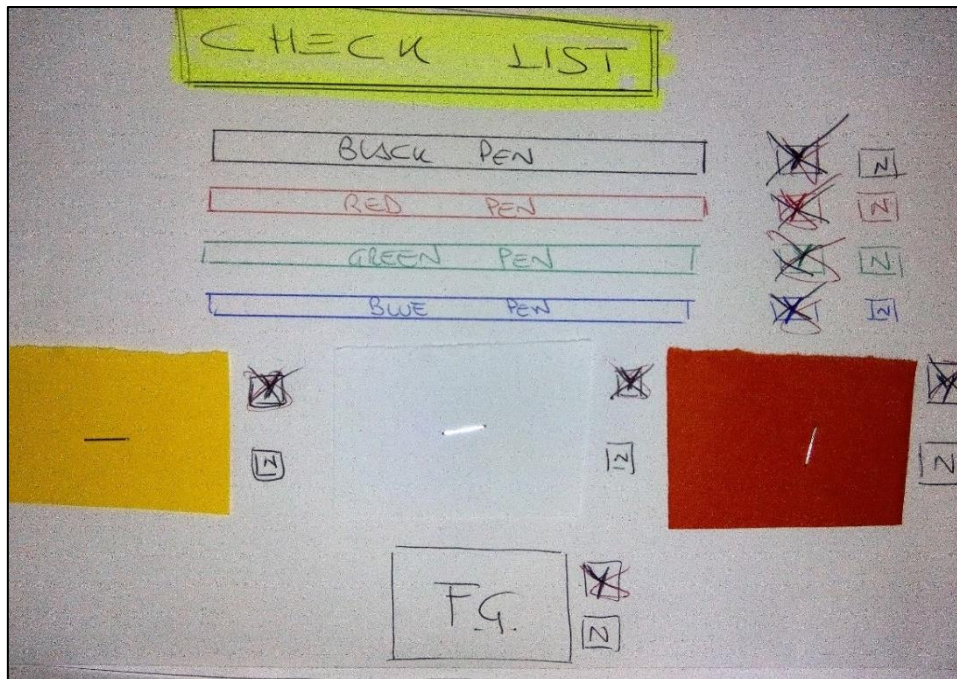 CHECK LIST.
BLACK PEN N
RED PEN N
GREEN PEN N
BLUE PEN N
Y
N N N
F.G. Y
N